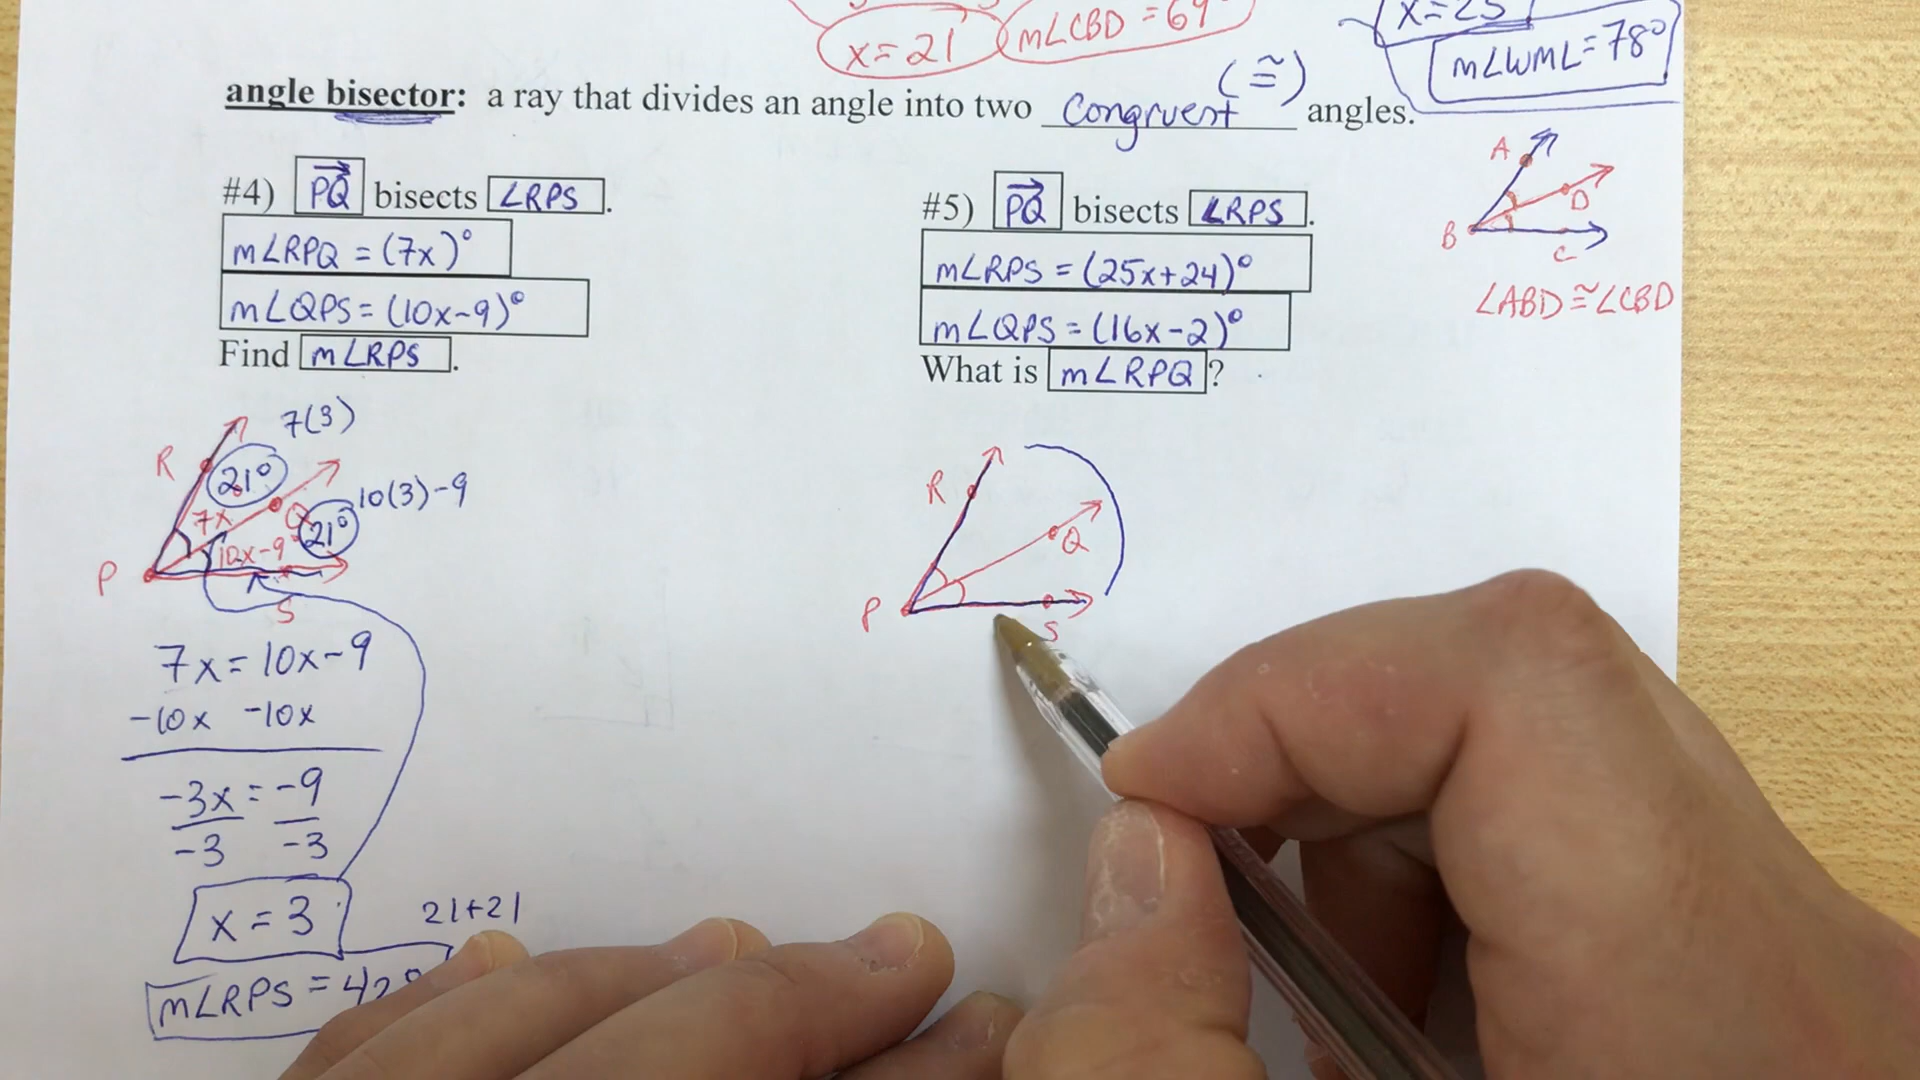 x=21
m∠CBD = 69
x=25
m∠WML=78°
angle bisector: a ray that divides an angle into two congruent (≅) angles.
#4) PQ bisects ∠RPS.
m∠RPQ = (7x)°
m∠QPS = (10x-9)°
Find m∠RPS.
7(3)
R
21°
10(3)-9
7x
Q
21°
10x-9
P
S
7x = 10x-9
-10x -10x
-3x = -9
-3 -3
x = 3
21+21
m∠RPS = 42°
#5) PQ bisects ∠RPS.
m∠RPS = (25x+24)°
m∠QPS = (16x-2)°
What is m∠RPQ?
R
Q
P
S
A
D
B
C
∠ABD ≅ ∠CBD